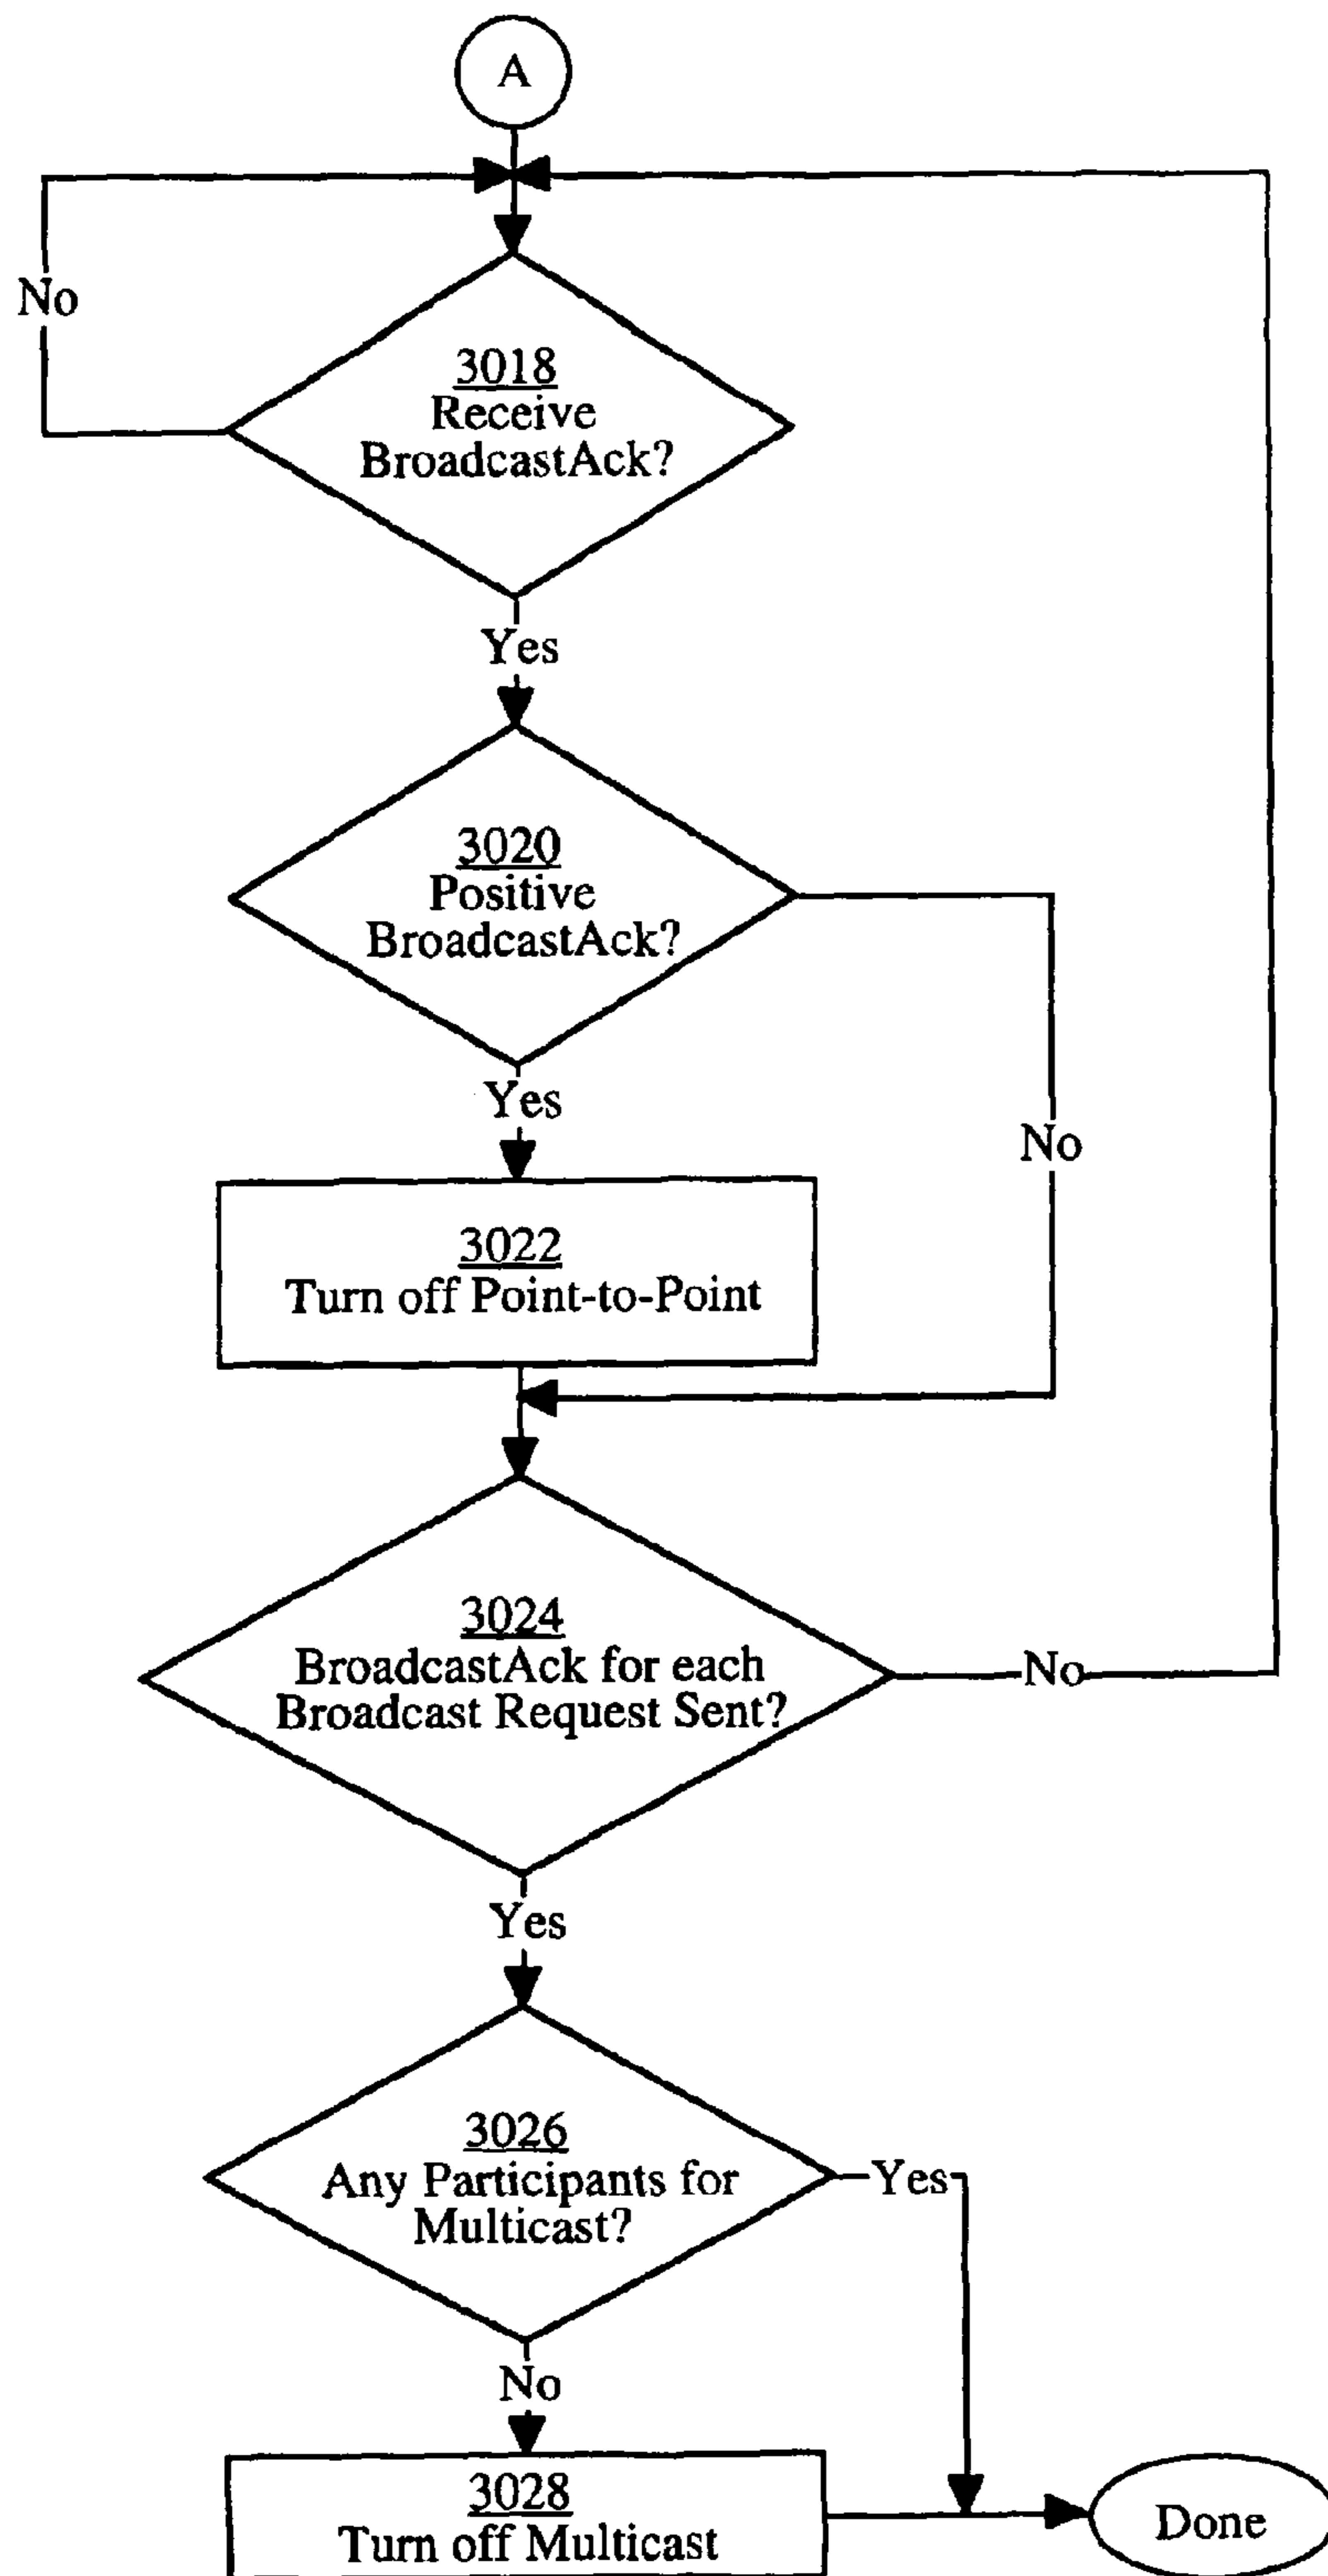 A
No
3018
Receive
BroadcastAck?
Yes
3020
Positive
BroadcastAck?
Yes
No
3022
Turn off Point-to-Point
3024
BroadcastAck for each
Broadcast Request Sent?
No
Yes
3026
Any Participants for
Multicast?
Yes
No
3028
Turn off Multicast
Done